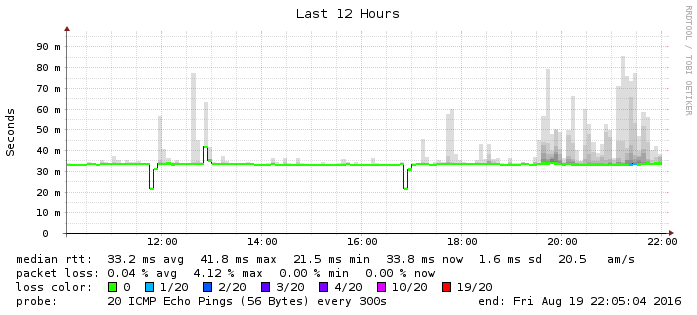 Last 12 Hours
RRDTOOL / TOBI OETIKER
Seconds
90 m
80 m
70 m
60 m
50 m
40 m
30 m
20 m
10 m
0
12:00 14:00 16:00 18:00 20:00 22:00
median rtt: 33.2 ms avg 41.8 ms max 21.5 ms min 33.8 ms now 1.6 ms sd 20.5 am/s
packet loss: 0.04 % avg 4.12 % max 0.00 % min 0.00 % now
loss color: 0 1/20 2/20 3/20 4/20 10/20 19/20
probe: 20 ICMP Echo Pings (56 Bytes) every 300s end: Fri Aug 19 22:05:04 2016